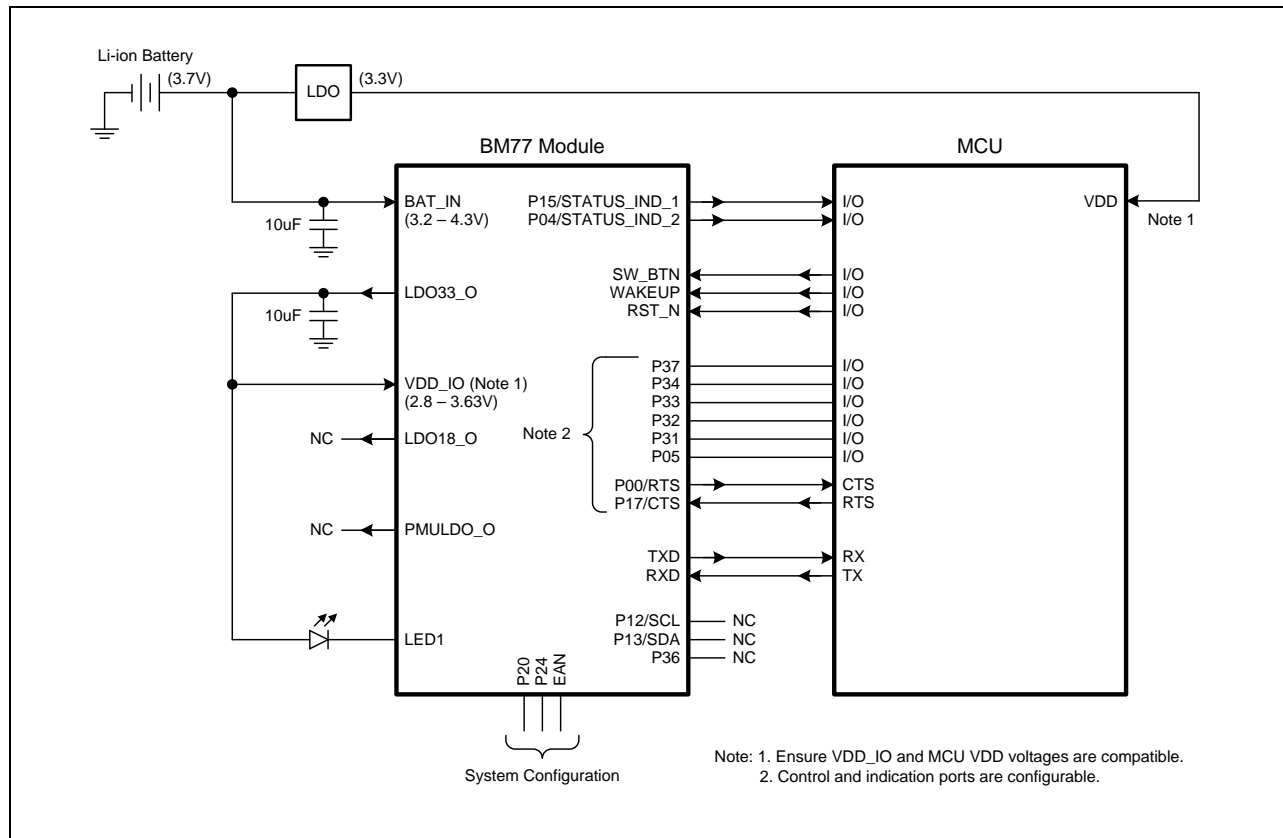 Li-ion Battery
(3.7V)
LDO
(3.3V)
BM77 Module
MCU
BAT_IN
(3.2 – 4.3V)
10uF
P15/STATUS_IND_1
P04/STATUS_IND_2
I/O
I/O
VDD
Note 1
LDO33_O
10uF
SW_BTN
WAKEUP
RST_N
I/O
I/O
I/O
VDD_IO (Note 1)
(2.8 – 3.63V)
NC
LDO18_O
Note 2
P37
P34
P33
P32
P31
P05
I/O
I/O
I/O
I/O
I/O
I/O
P00/RTS
P17/CTS
CTS
RTS
NC
PMULDO_O
TXD
RXD
RX
TX
LED1
P12/SCL
NC
P13/SDA
NC
P36
NC
P20
P24
EAN
System Configuration
Note: 1. Ensure VDD_IO and MCU VDD voltages are compatible.
2. Control and indication ports are configurable.